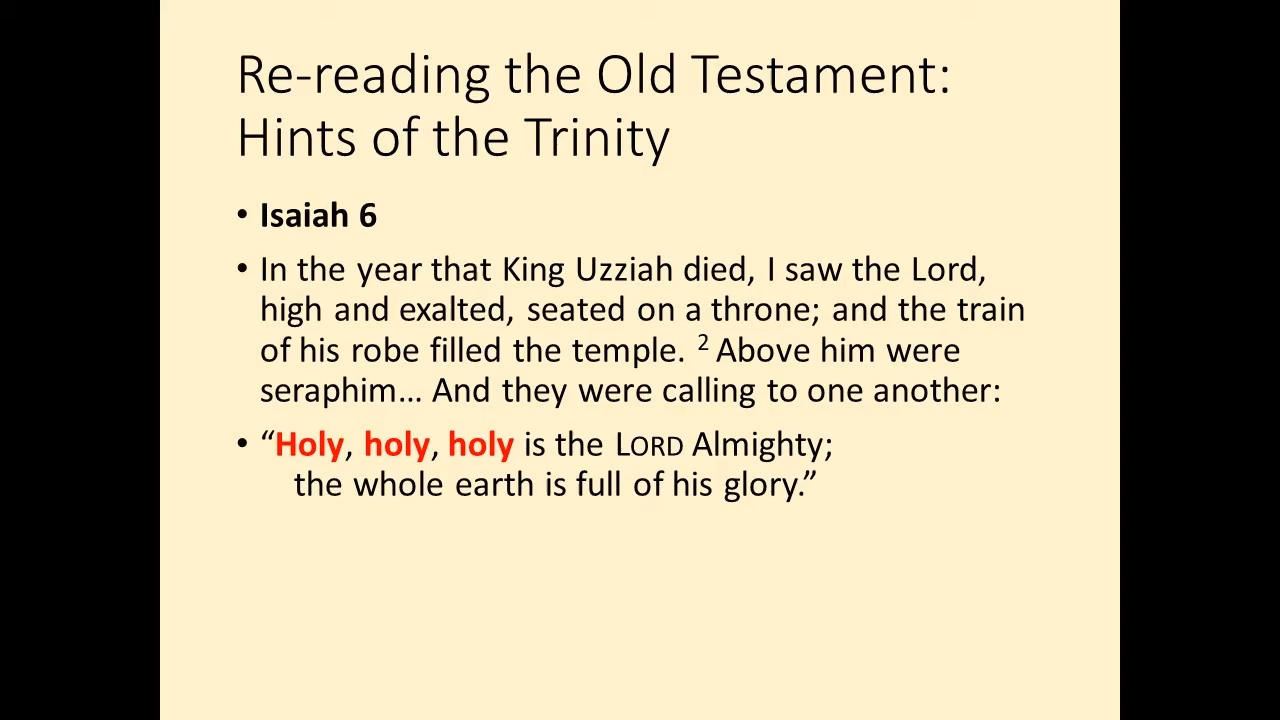 Re-reading the Old Testament:
Hints of the Trinity
• Isaiah 6
• In the year that King Uzziah died, I saw the Lord,
high and exalted, seated on a throne; and the train
of his robe filled the temple. ² Above him were
seraphim… And they were calling to one another:
• “Holy, holy, holy is the LORD Almighty;
the whole earth is full of his glory.”